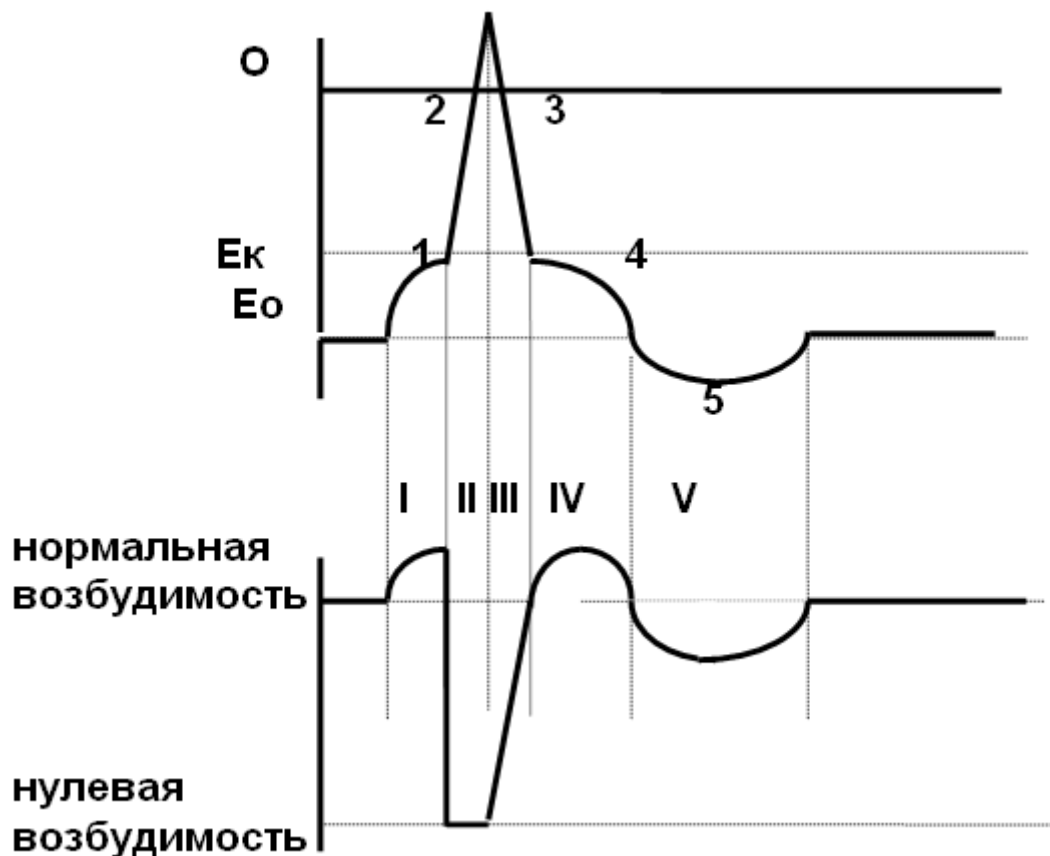 О
2 3
Ек 1 4
Ео
5
I II III IV V
нормальная
возбудимость
нулевая
возбудимость